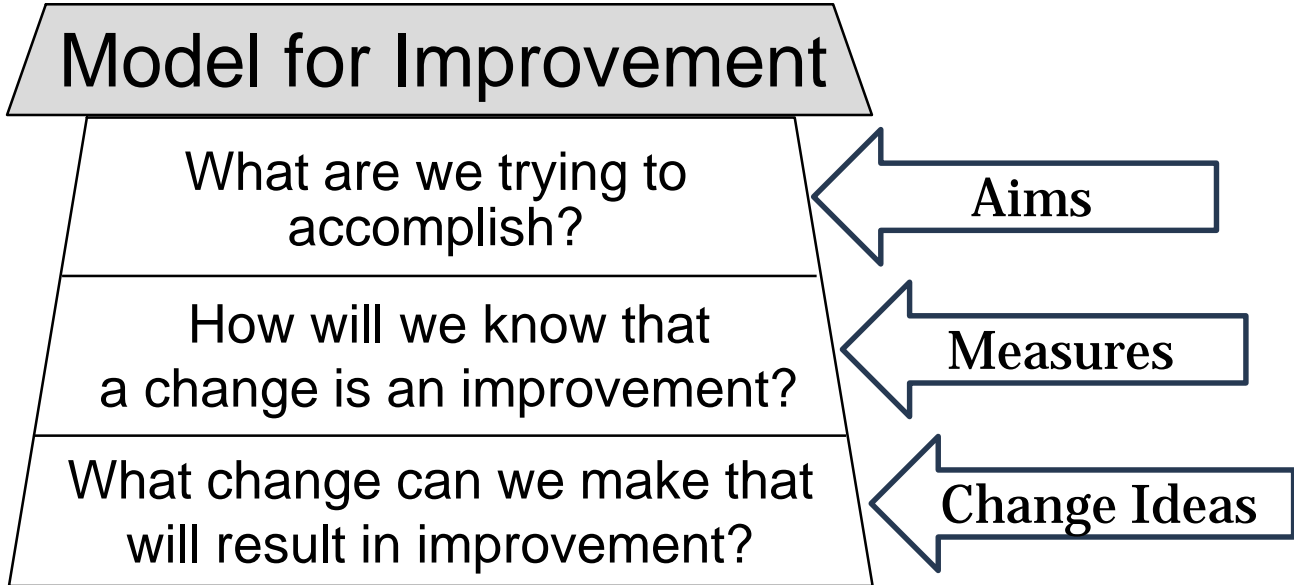 Model for Improvement
What are we trying to
accomplish?
Aims
How will we know that
a change is an improvement?
Measures
What change can we make that
will result in improvement?
Change Ideas